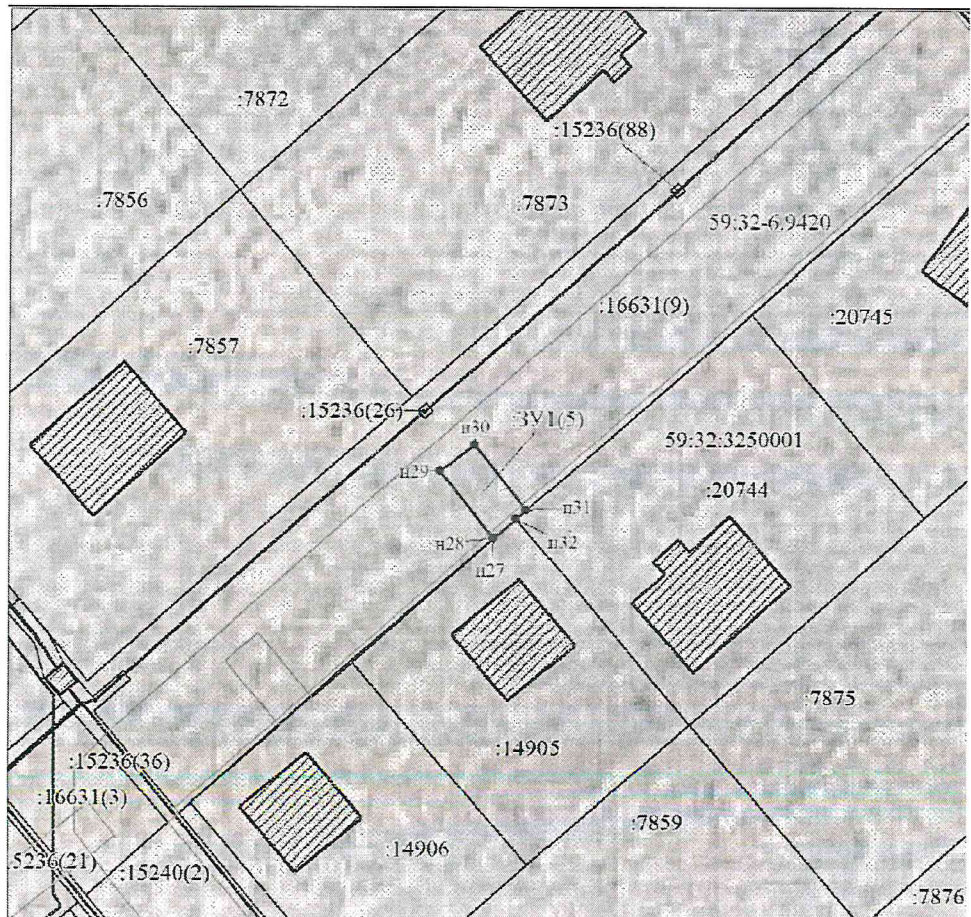 :7872
:15236(88)
:7856
:7873
59:32-6.9420
:16631(9)
:20745
:7857
:15236(26)
н30
:ЗУ1(5)
59:32:3250001
н29
:20744
н31
н28
н32
н27
:7875
:14905
:15236(36)
:16631(3)
:7859
:14906
5236(21)
:15240(2)
:7876